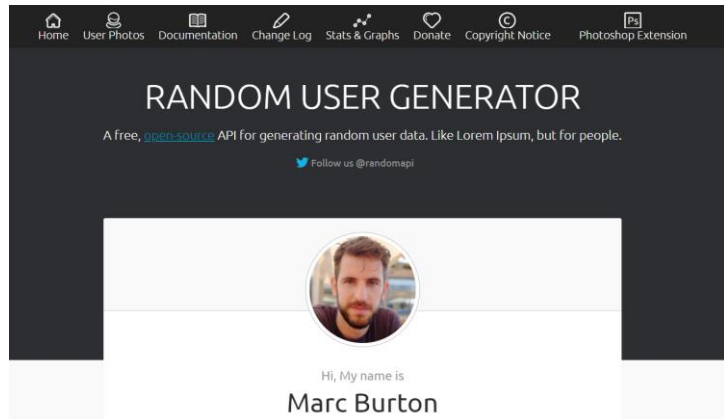 Home User Photos Documentation Change Log Stats & Graphs Donate Copyright Notice Photoshop Extension
Ps
RANDOM USER GENERATOR
A free, open-source API for generating random user data. Like Lorem Ipsum, but for people.
Follow us @randomapi
Hi, My name is
Marc Burton